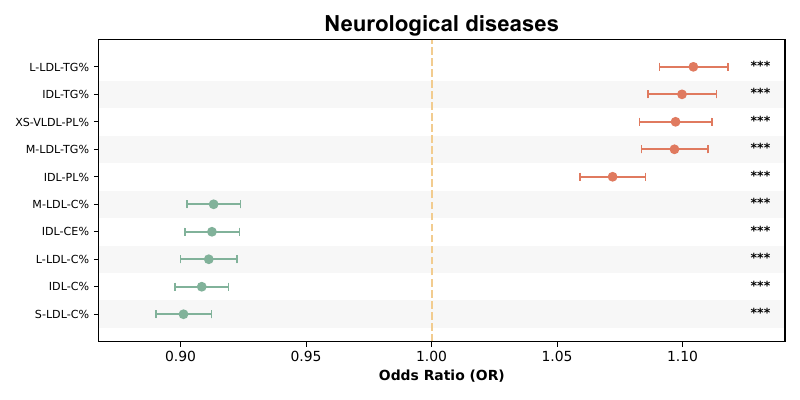 Neurological diseases
L-LDL-TG% ***
IDL-TG% ***
XS-VLDL-PL% ***
M-LDL-TG% ***
IDL-PL% ***
M-LDL-C% ***
IDL-CE% ***
L-LDL-C% ***
IDL-C% ***
S-LDL-C% ***
0.90 0.95 1.00 1.05 1.10
Odds Ratio (OR)